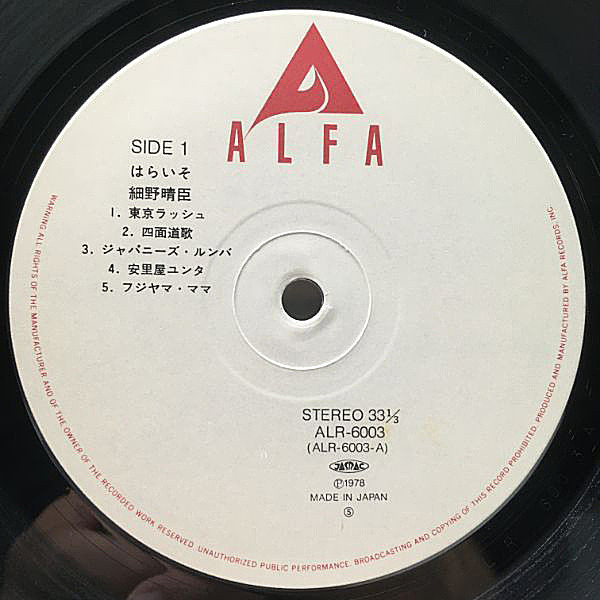 ALFA
SIDE 1
はらいそ
細野晴臣
1. 東京ラッシュ
2. 四面道歌
3. ジャパニーズ・ルンバ
4. 安里屋ユンタ
5. フジヤマ・ママ
STEREO 33⅓
ALR-6003
(ALR-6003-A)
JASRAC
Ⓟ1978
MADE IN JAPAN
Ⓢ
WARNING: ALL RIGHTS OF THE MANUFACTURER AND OF THE OWNER OF THE RECORDED WORK RESERVED. UNAUTHORIZED PUBLIC PERFORMANCE, BROADCASTING AND COPYING OF THIS RECORD PROHIBITED. PRODUCED AND MANUFACTURED BY ALFA RECORDS, INC.